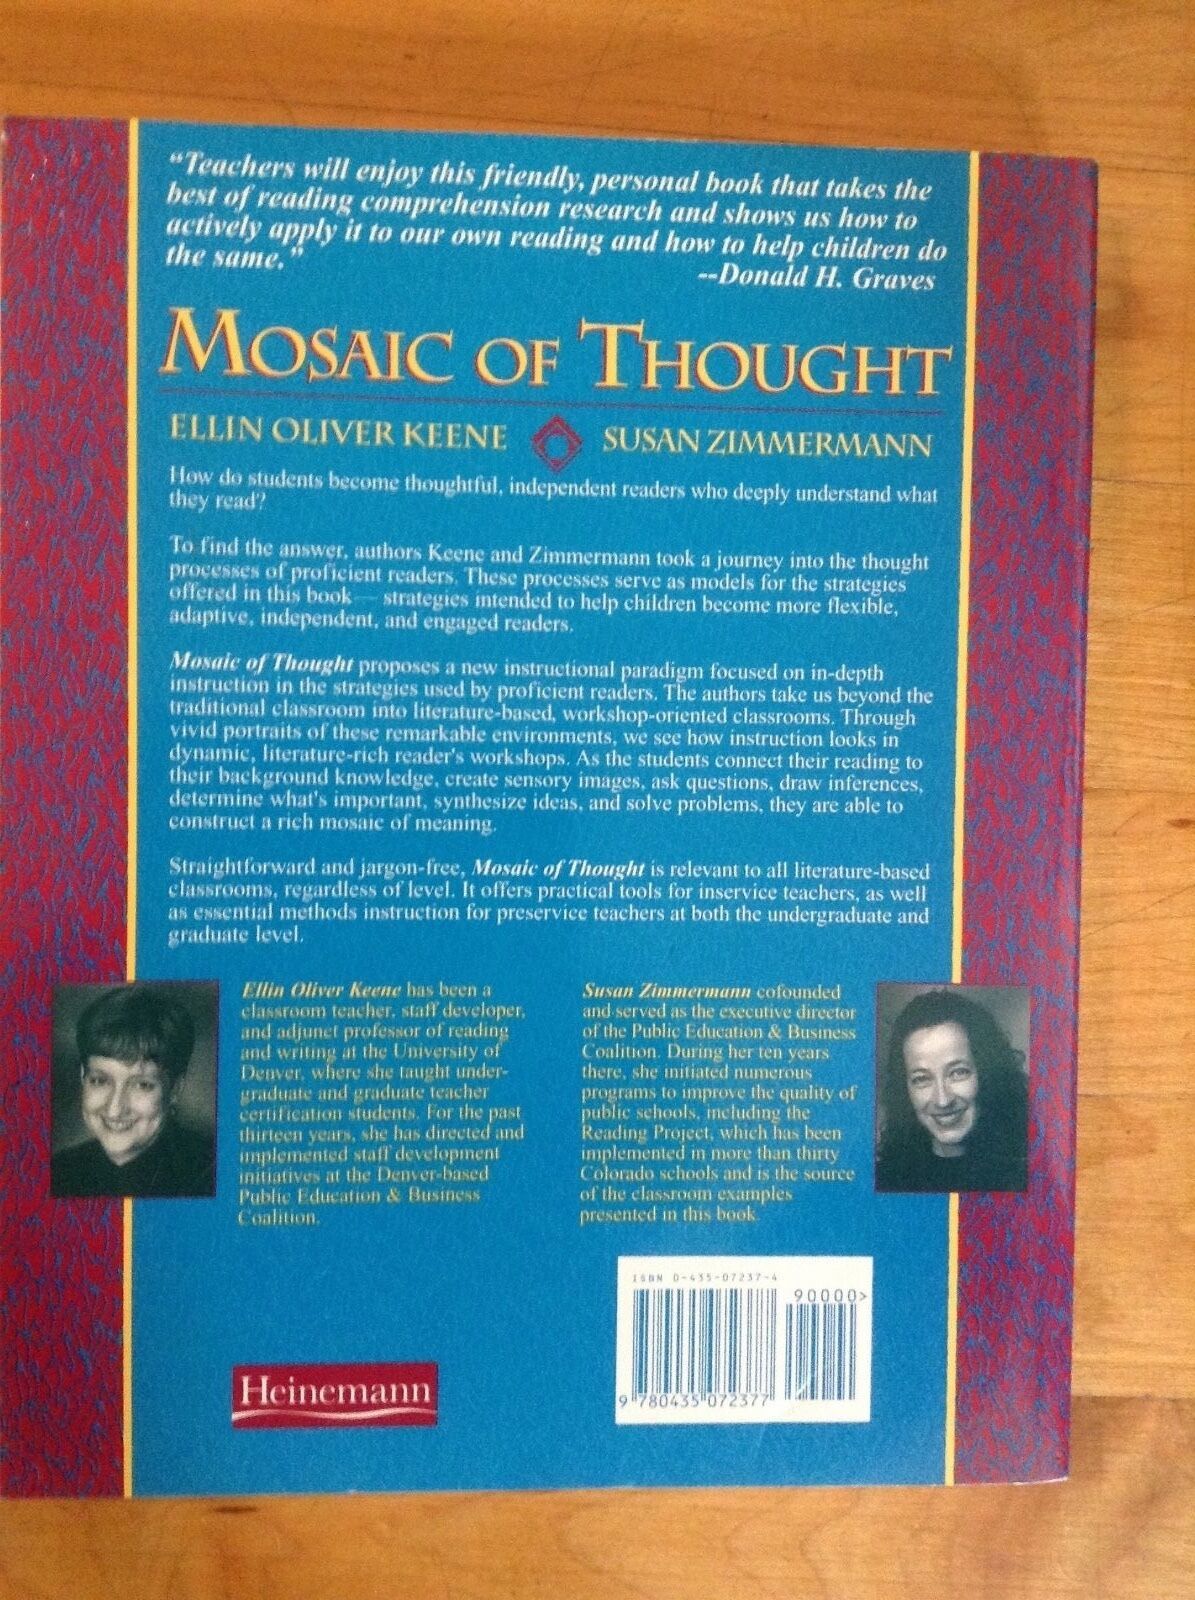 "Teachers will enjoy this friendly, personal book that takes the
best of reading comprehension research and shows us how to
actively apply it to our own reading and how to help children do
the same."
--Donald H. Graves
MOSAIC OF THOUGHT
ELLIN OLIVER KEENE
SUSAN ZIMMERMANN
How do students become thoughtful, independent readers who deeply understand what
they read?
To find the answer, authors Keene and Zimmermann took a journey into the thought
processes of proficient readers. These processes serve as models for the strategies
offered in this book— strategies intended to help children become more flexible,
adaptive, independent, and engaged readers.
Mosaic of Thought proposes a new instructional paradigm focused on in-depth
instruction in the strategies used by proficient readers. The authors take us beyond the
traditional classroom into literature-based, workshop-oriented classrooms. Through
vivid portraits of these remarkable environments, we see how instruction looks in
dynamic, literature-rich reader's workshops. As the students connect their reading to
their background knowledge, create sensory images, ask questions, draw inferences,
determine what's important, synthesize ideas, and solve problems, they are able to
construct a rich mosaic of meaning.
Straightforward and jargon-free, Mosaic of Thought is relevant to all literature-based
classrooms, regardless of level. It offers practical tools for inservice teachers, as well
as essential methods instruction for preservice teachers at both the undergraduate and
graduate level.
Ellin Oliver Keene has been a
classroom teacher, staff developer,
and adjunct professor of reading
and writing at the University of
Denver, where she taught under-
graduate and graduate teacher
certification students. For the past
thirteen years, she has directed and
implemented staff development
initiatives at the Denver-based
Public Education & Business
Coalition.
Susan Zimmermann cofounded
and served as the executive director
of the Public Education & Business
Coalition. During her ten years
there, she initiated numerous
programs to improve the quality of
public schools, including the
Reading Project, which has been
implemented in more than thirty
Colorado schools and is the source
of the classroom examples
presented in this book.
ISBN 0-435-07237-4
90000>
9 780435 072377
Heinemann